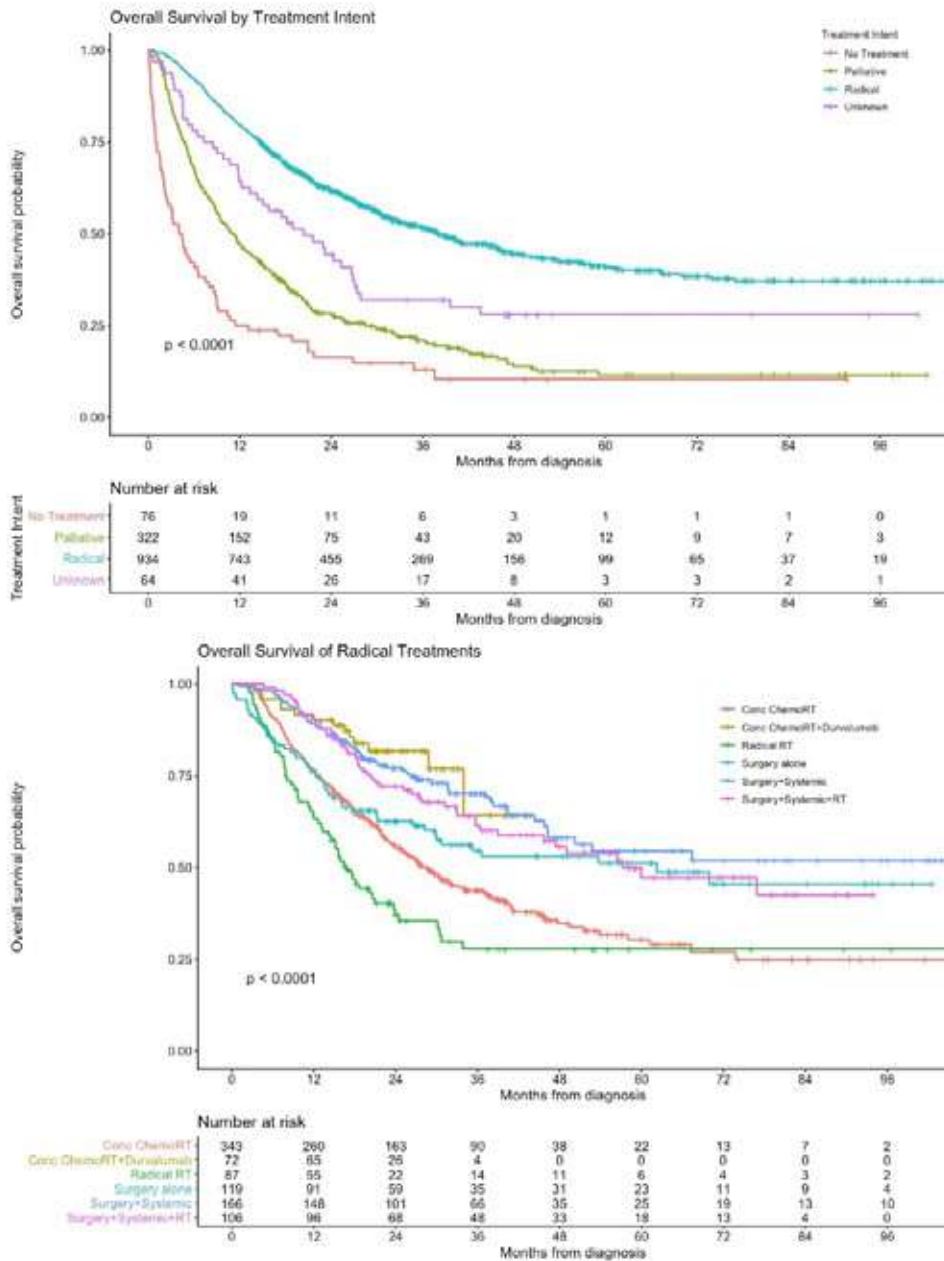 Overall Survival by Treatment Intent
Treatment Intent
No Treatment
Palliative
Radical
Unknown
1.00
0.75
0.50
0.25
0.00
Overall survival probability
p < 0.0001
0 12 24 36 48 60 72 84 96
Months from diagnosis
Number at risk
Treatment Intent
No Treatment 76 19 11 6 3 1 1 1 0
Palliative 322 152 75 43 20 12 9 7 3
Radical 934 743 455 269 156 99 65 37 19
Unknown 64 41 26 17 8 3 3 2 1
0 12 24 36 48 60 72 84 96
Months from diagnosis
Overall Survival of Radical Treatments
Conc ChemoRT
Conc ChemoRT+Durvalumab
Radical RT
Surgery alone
Surgery+Systemic
Surgery+Systemic+RT
1.00
0.75
0.50
0.25
0.00
Overall survival probability
p < 0.0001
0 12 24 36 48 60 72 84 96
Months from diagnosis
Number at risk
Conc ChemoRT 343 260 163 90 38 22 13 7 2
Conc ChemoRT+Durvalumab 72 65 26 4 0 0 0 0 0
Radical RT 87 55 22 14 11 6 4 3 2
Surgery alone 119 91 59 35 31 23 11 9 4
Surgery+Systemic 166 148 101 66 35 25 19 13 10
Surgery+Systemic+RT 106 96 68 48 33 18 13 4 0
0 12 24 36 48 60 72 84 96
Months from diagnosis